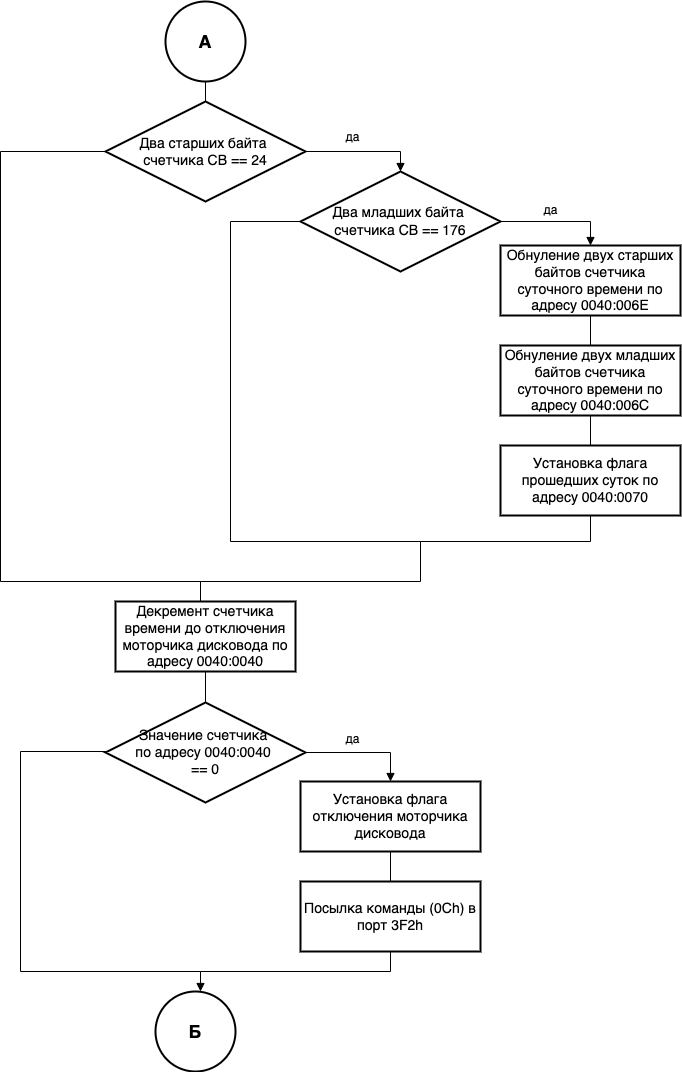 А
Два старших байта
счетчика СВ == 24
да
Два младших байта
счетчика СВ == 176
да
Обнуление двух старших
байтов счетчика
суточного времени по
адресу 0040:006E
Обнуление двух младших
байтов счетчика
суточного времени по
адресу 0040:006C
Установка флага
прошедших суток по
адресу 0040:0070
Декремент счетчика
времени до отключения
моторчика дисковода по
адресу 0040:0040
Значение счетчика
по адресу 0040:0040
== 0
да
Установка флага
отключения моторчика
дисковода
Посылка команды (0Ch) в
порт 3F2h
Б